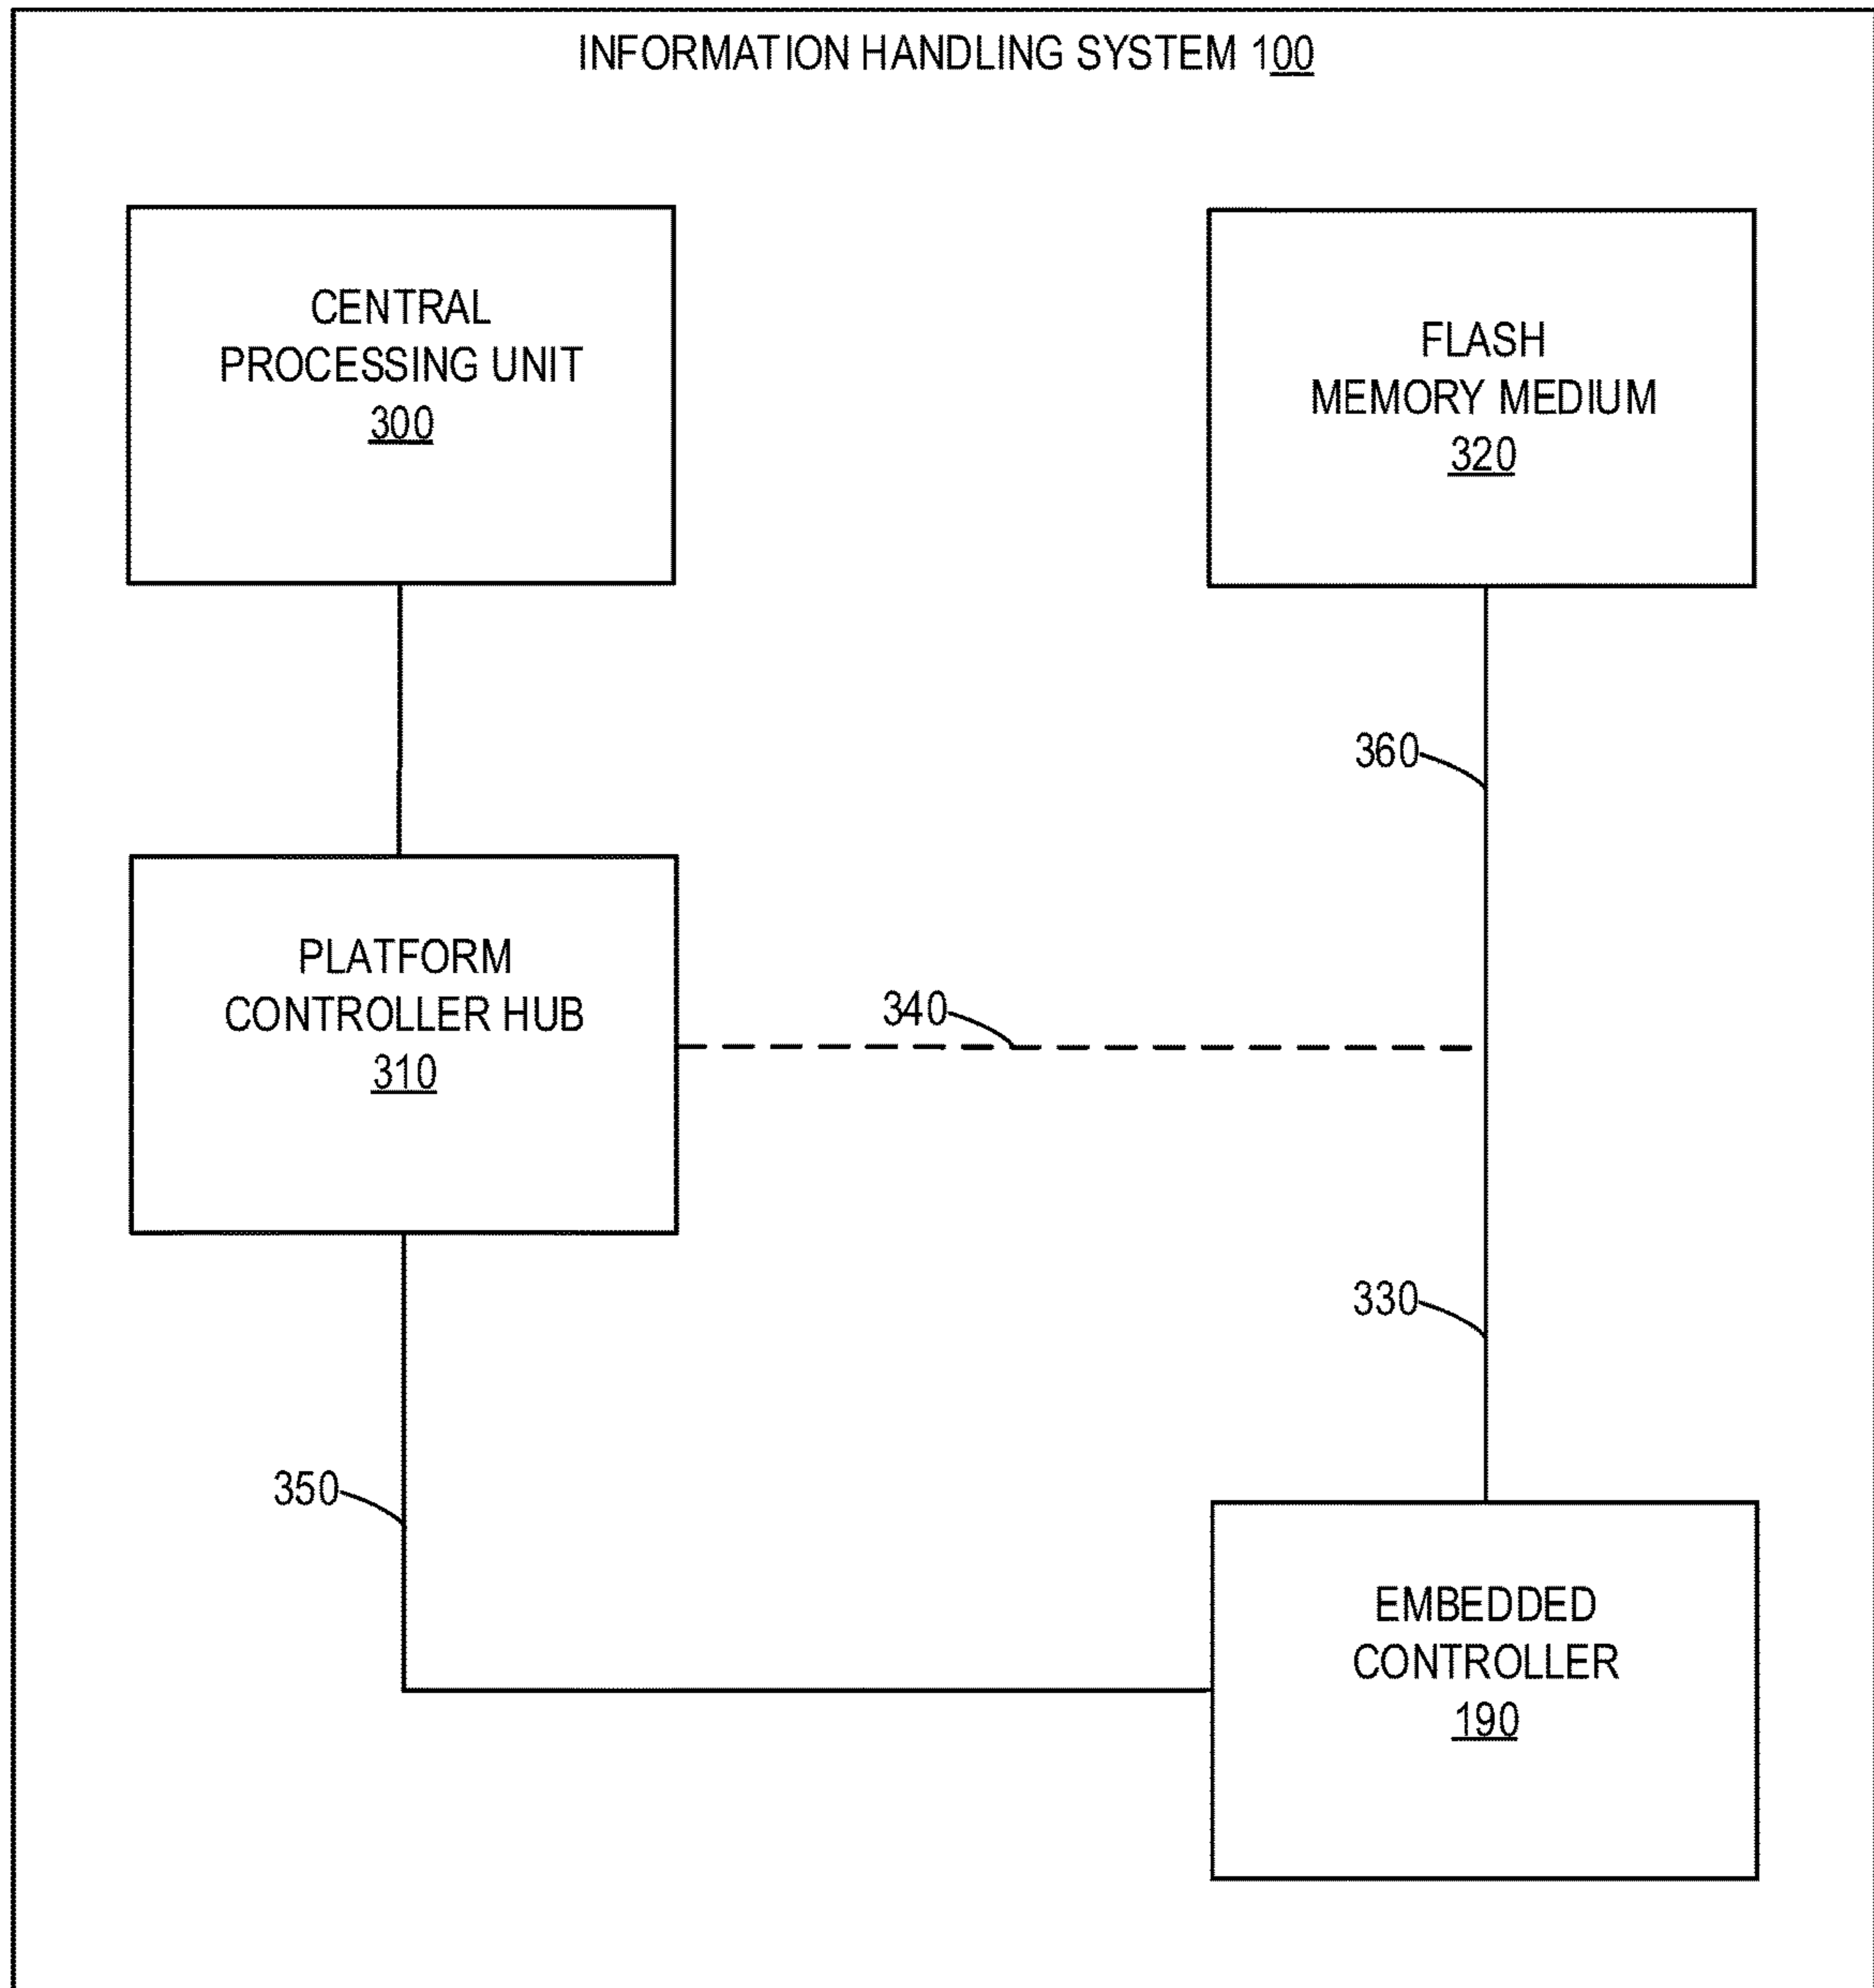 INFORMATION HANDLING SYSTEM 100
CENTRAL
PROCESSING UNIT
300
FLASH
MEMORY MEDIUM
320
360
PLATFORM
CONTROLLER HUB
310
340
330
350
EMBEDDED
CONTROLLER
190